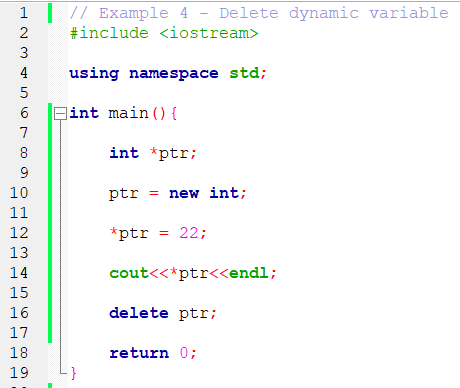 1 // Example 4 - Delete dynamic variable
2 #include <iostream>
3
4 using namespace std;
5
6 int main(){
7
8 int *ptr;
9
10 ptr = new int;
11
12 *ptr = 22;
13
14 cout<<*ptr<<endl;
15
16 delete ptr;
17
18 return 0;
19 }